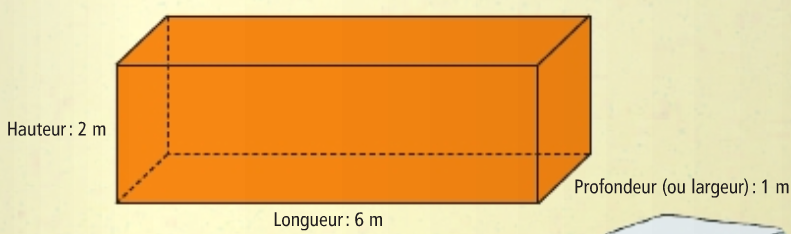 Hauteur : 2 m
Profondeur (ou largeur) : 1 m
Longueur : 6 m